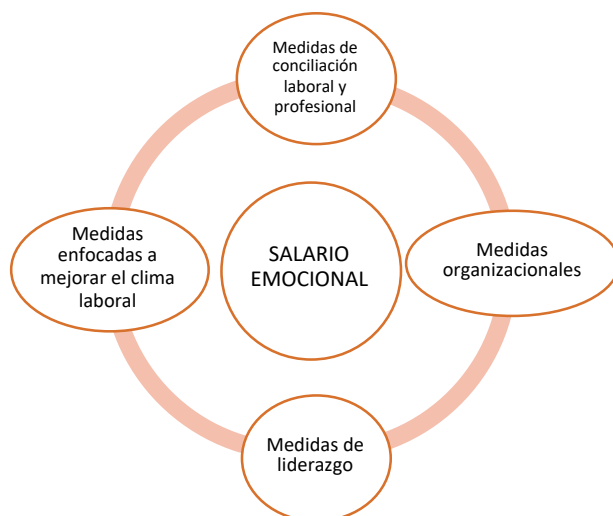 Medidas de
conciliación
laboral y
profesional
Medidas
enfocadas a
mejorar el clima
laboral
SALARIO
EMOCIONAL
Medidas
organizacionales
Medidas de
liderazgo